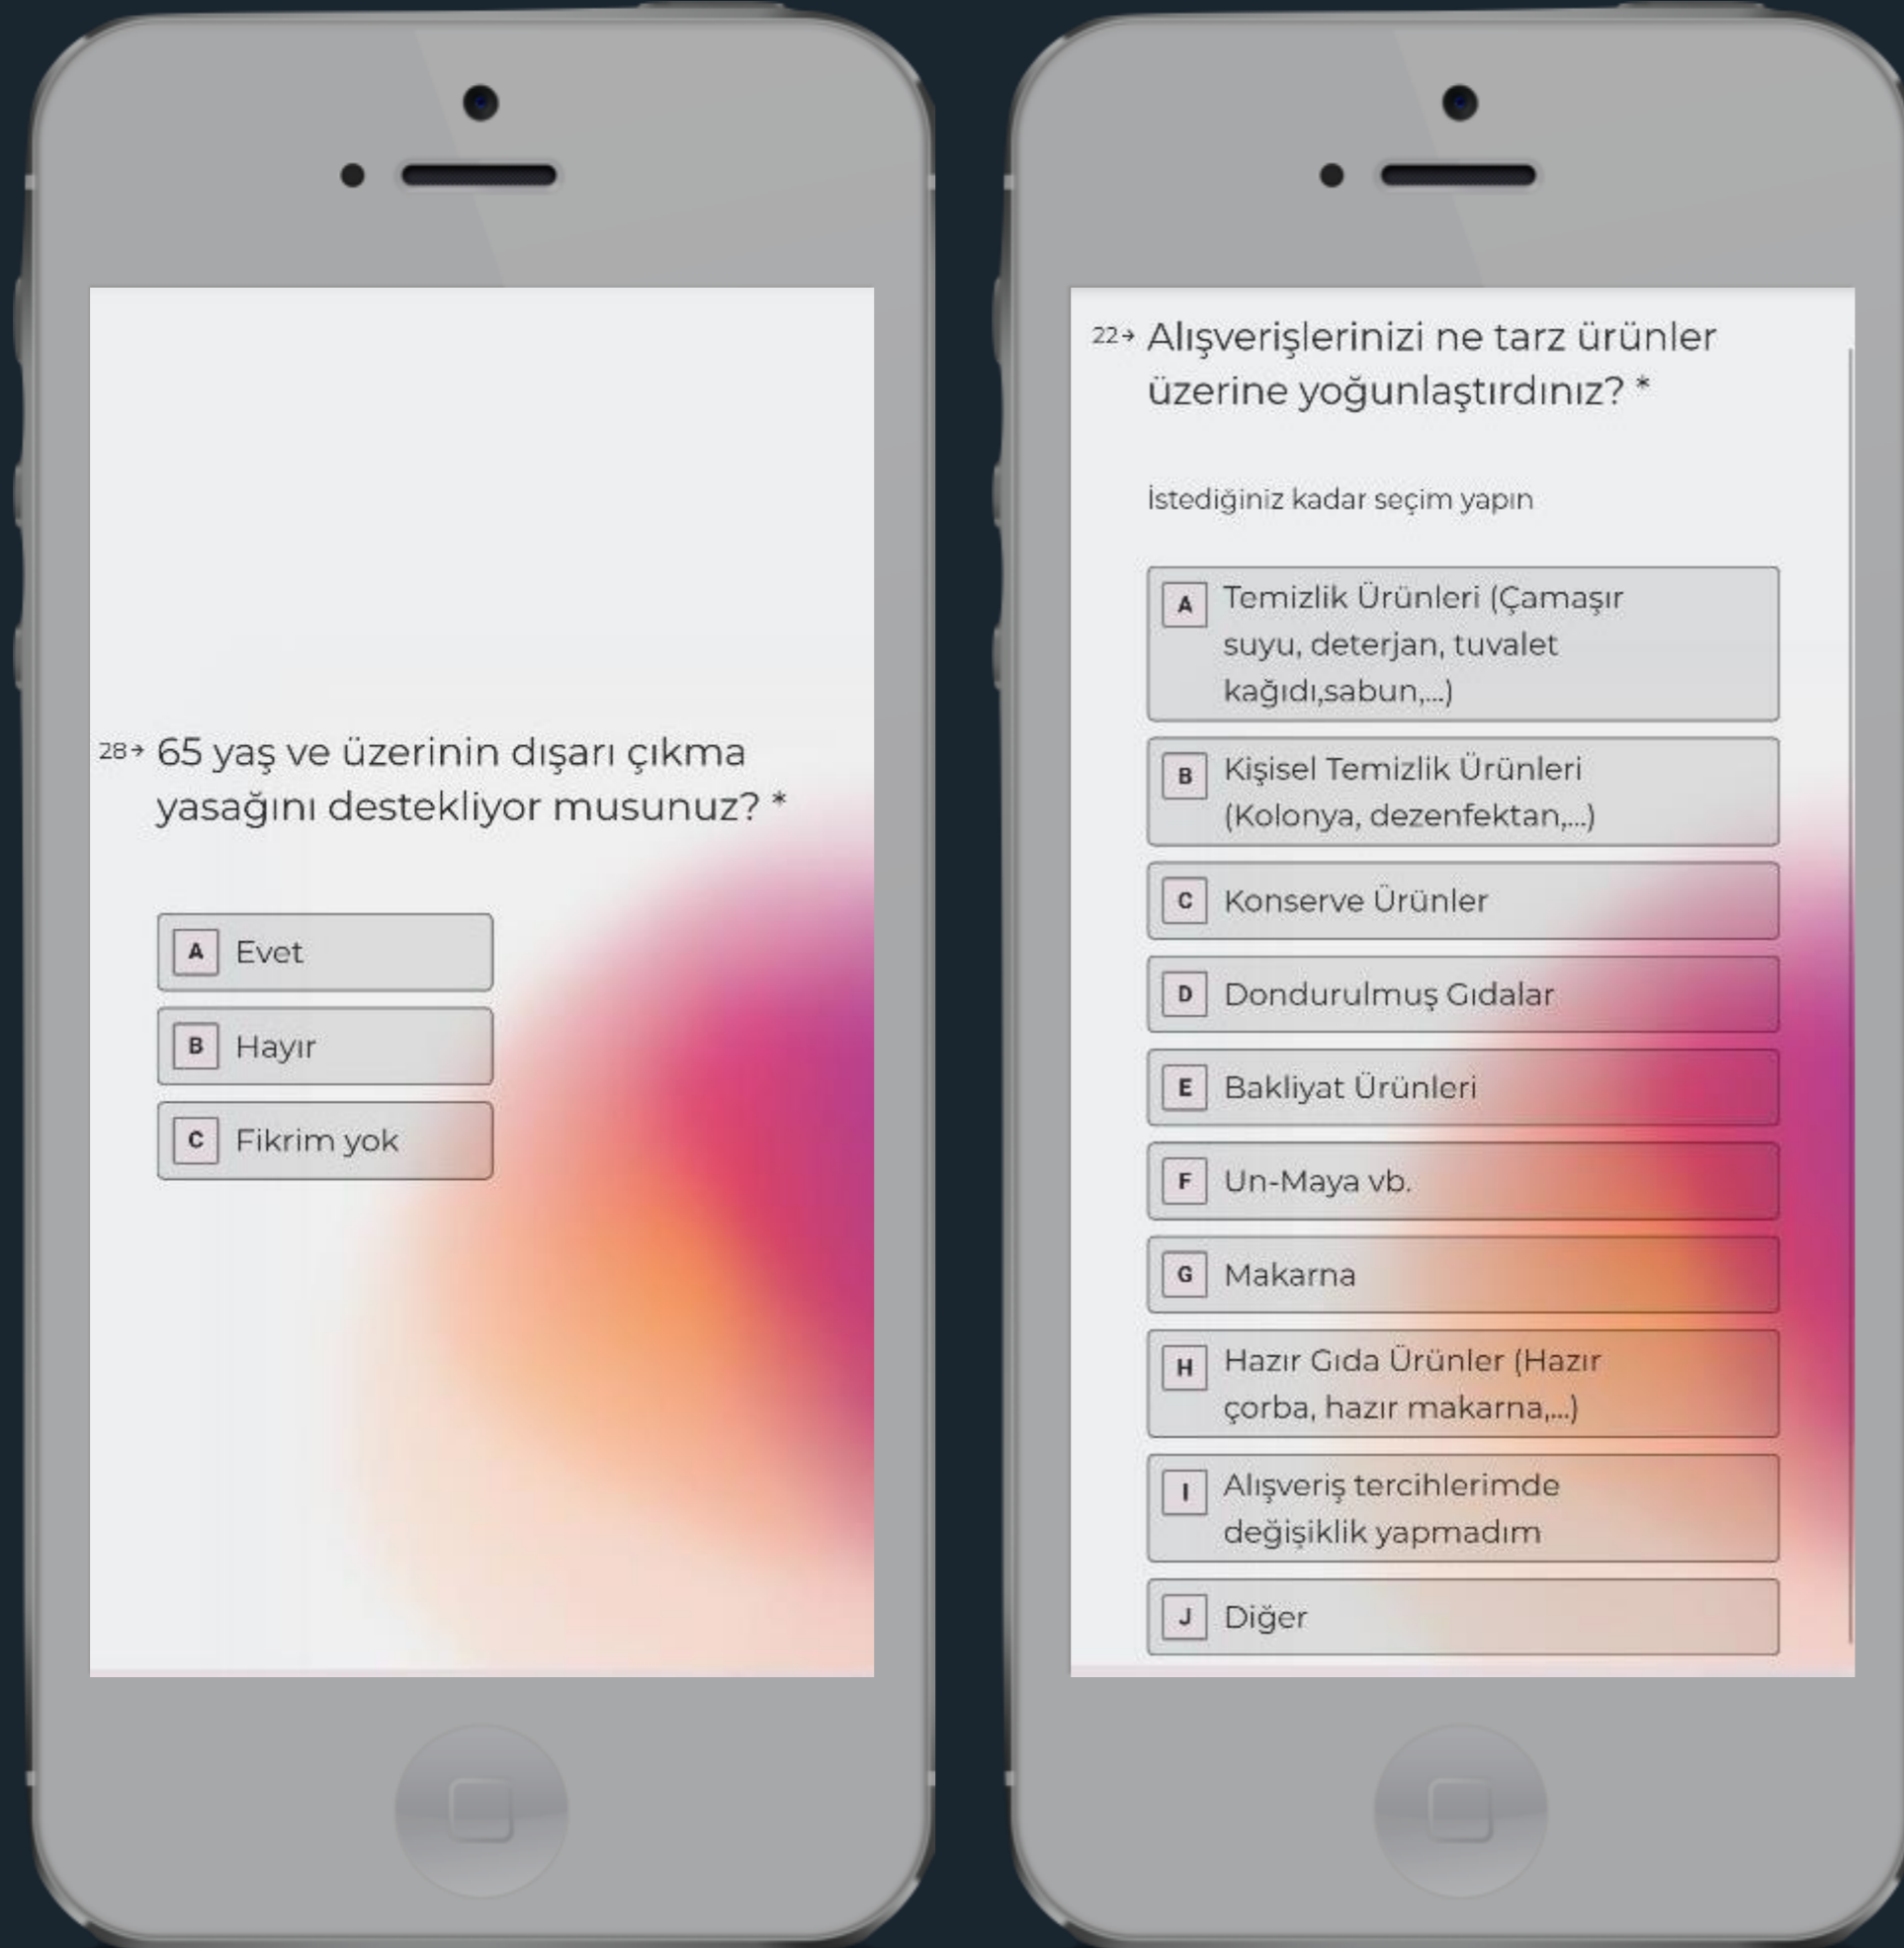 28→ 65 yaş ve üzerinin dışarı çıkma
yasağını destekliyor musunuz? *
A Evet
B Hayır
C Fikrim yok
22→ Alışverişlerinizi ne tarz ürünler
üzerine yoğunlaştırdınız? *
İstediğiniz kadar seçim yapın
A Temizlik Ürünleri (Çamaşır
suyu, deterjan, tuvalet
kağıdı,sabun,...)
B Kişisel Temizlik Ürünleri
(Kolonya, dezenfektan,...)
C Konserve Ürünler
D Dondurulmuş Gıdalar
E Bakliyat Ürünleri
F Un-Maya vb.
G Makarna
H Hazır Gıda Ürünler (Hazır
çorba, hazır makarna,...)
I Alışveriş tercihlerimde
değişiklik yapmadım
J Diğer